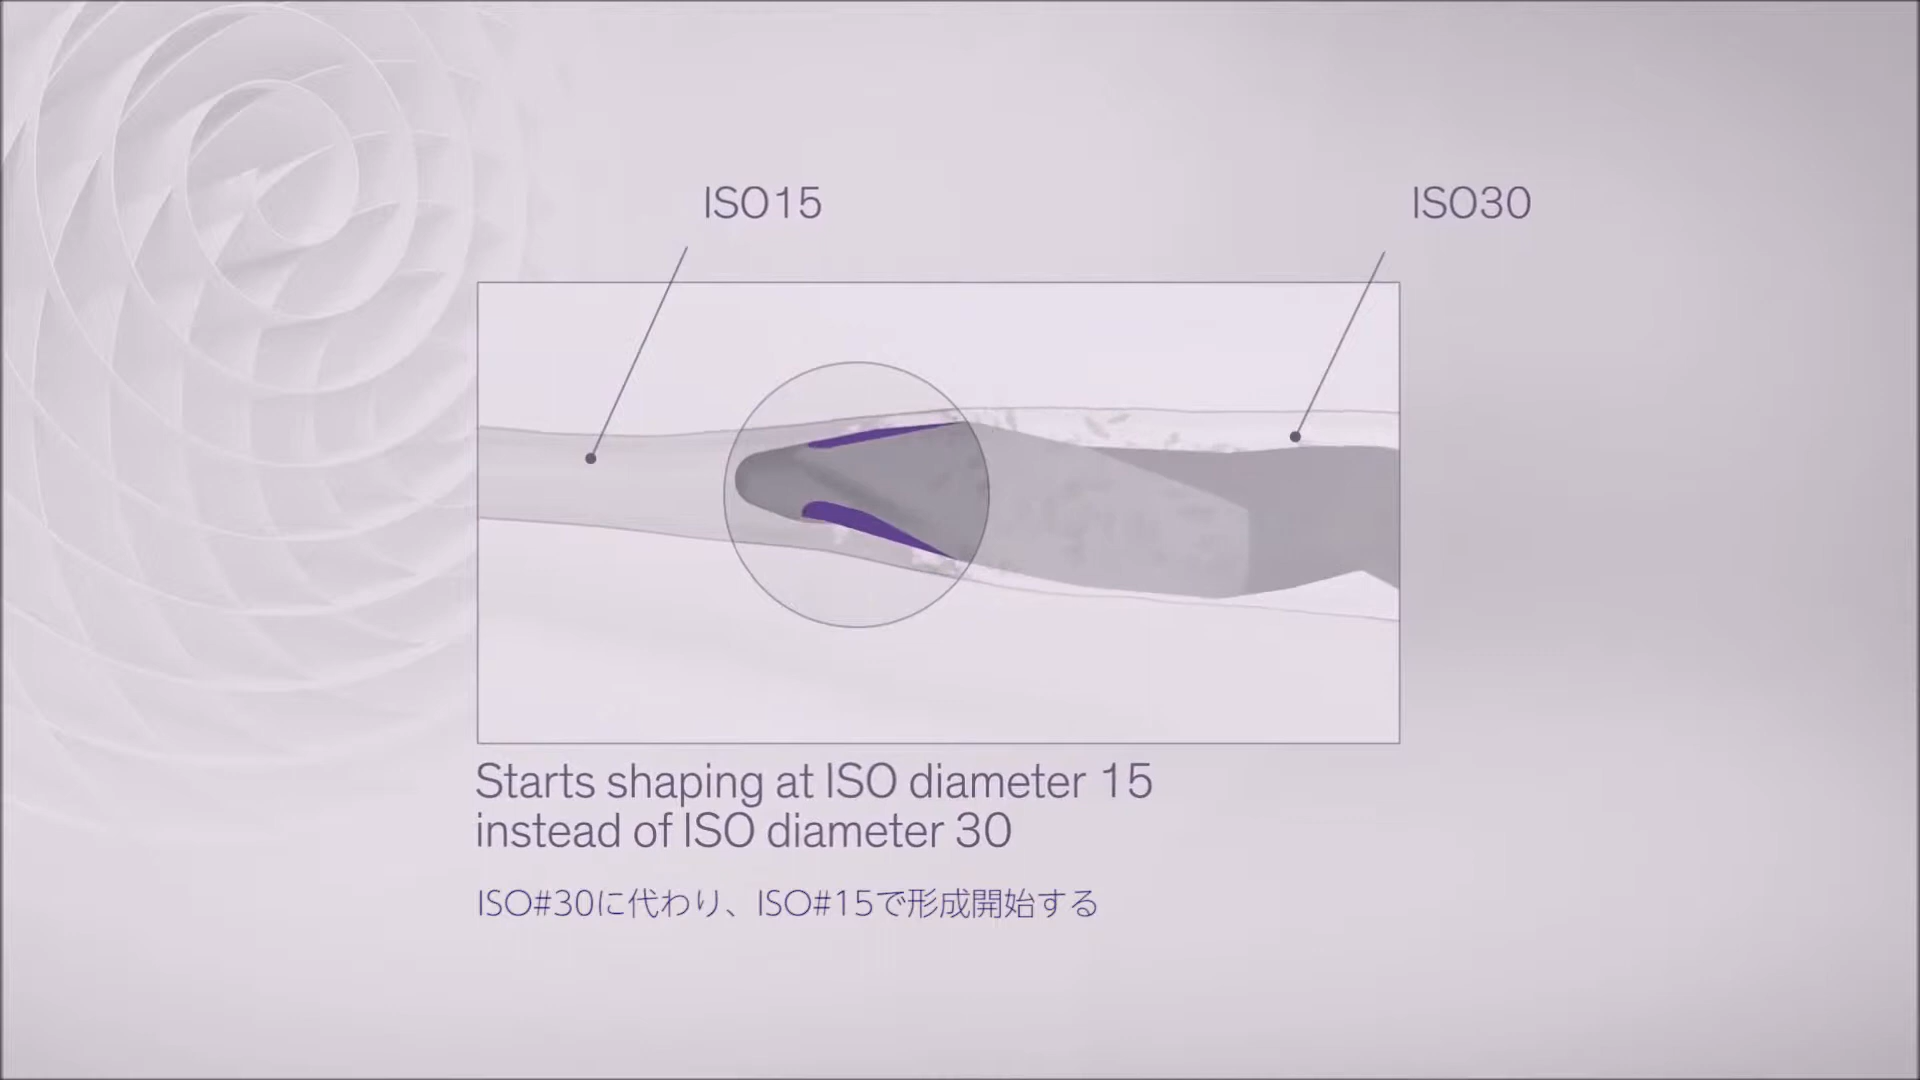 ISO15
ISO30
Starts shaping at ISO diameter 15
instead of ISO diameter 30
ISO#30に代わり、ISO#15で形成開始する